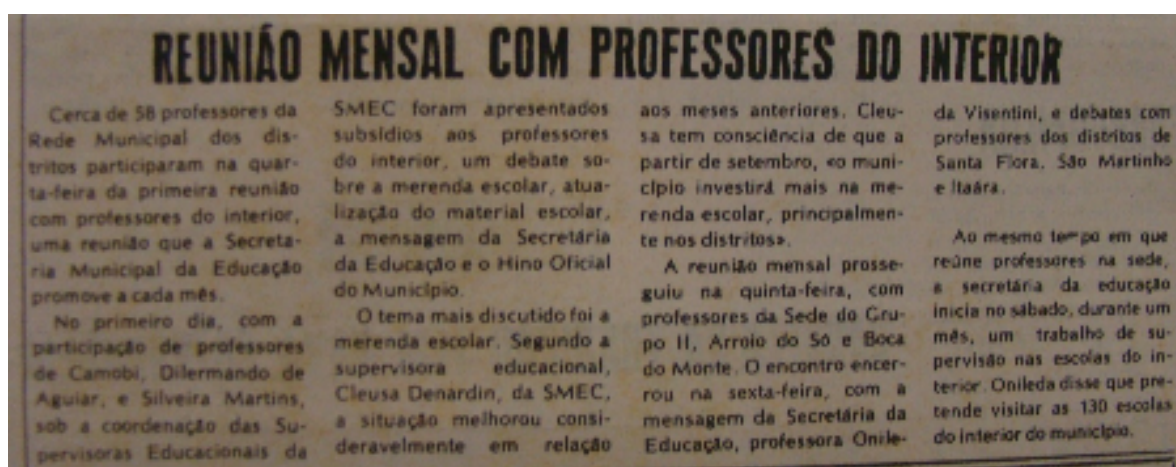 REUNIÃO MENSAL COM PROFESSORES DO INTERIOR
Cerca de 58 professores da
Rede Municipal dos dis-
tritos participaram na quar-
ta-feira da primeira reunião
com professores do interior,
uma reunião que a Secreta-
ria Municipal da Educação
promove a cada mês.
No primeiro dia, com a
participação de professores
de Camobi, Dilermando de
Aguiar, e Silveira Martins,
sob a coordenação das Su-
pervisoras Educacionais da
SMEC foram apresentados
subsídios aos professores
do interior, um debate so-
bre a merenda escolar, atua-
lização do material escolar,
a mensagem da Secretária
da Educação e o Hino Oficial
do Município.
O tema mais discutido foi a
merenda escolar. Segundo a
supervisora educacional,
Cleusa Denardin, da SMEC,
a situação melhorou consi-
deravelmente em relação
aos meses anteriores. Cleu-
sa tem consciência de que a
partir de setembro, «o muni-
cípio investirá mais na me-
renda escolar, principalmen-
te nos distritos».
A reunião mensal prosse-
guiu na quinta-feira, com
professores da Sede do Gru-
po II, Arroio do Só e Boca
do Monte. O encontro encer-
rou na sexta-feira, com a
mensagem da Secretária da
Educação, professora Onile-
da Visentini, e debates com
professores dos distritos de
Santa Flora, São Martinho
e Itaára.
Ao mesmo tempo em que
reúne professores na sede,
a secretária da educação
inicia no sábado, durante um
mês, um trabalho de su-
pervisão nas escolas do in-
terior. Onileda disse que pre-
tende visitar as 130 escolas
do interior do município.